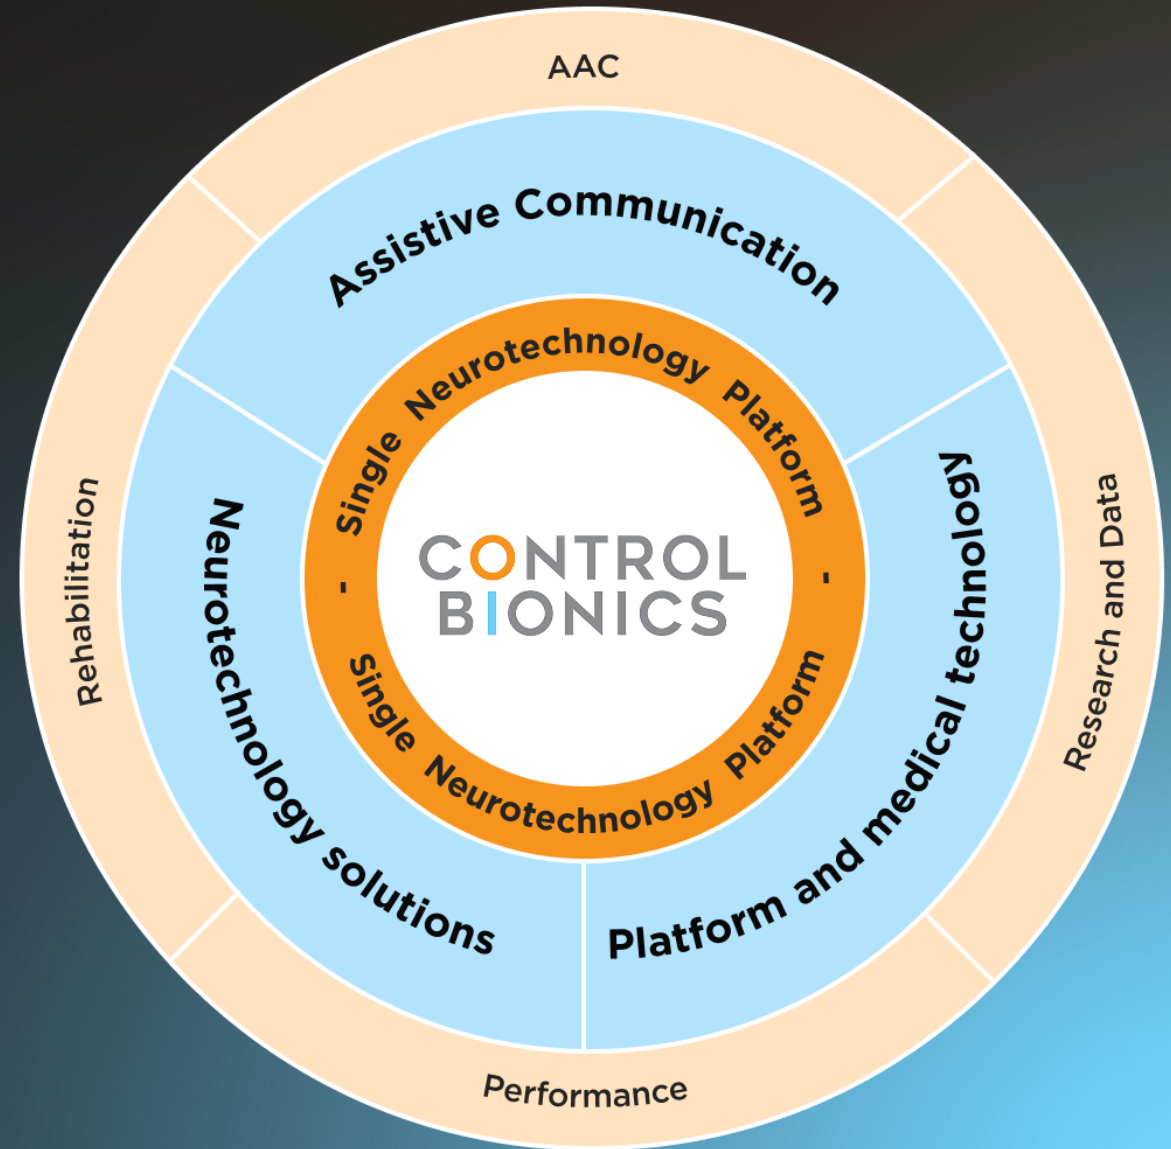 AAC
Assistive Communication
Single Neurotechnology Platform
-
-
CONTROL
BIONICS
Single Neurotechnology Platform
Rehabilitation
Neurotechnology solutions
Platform and medical technology
Research and Data
Performance